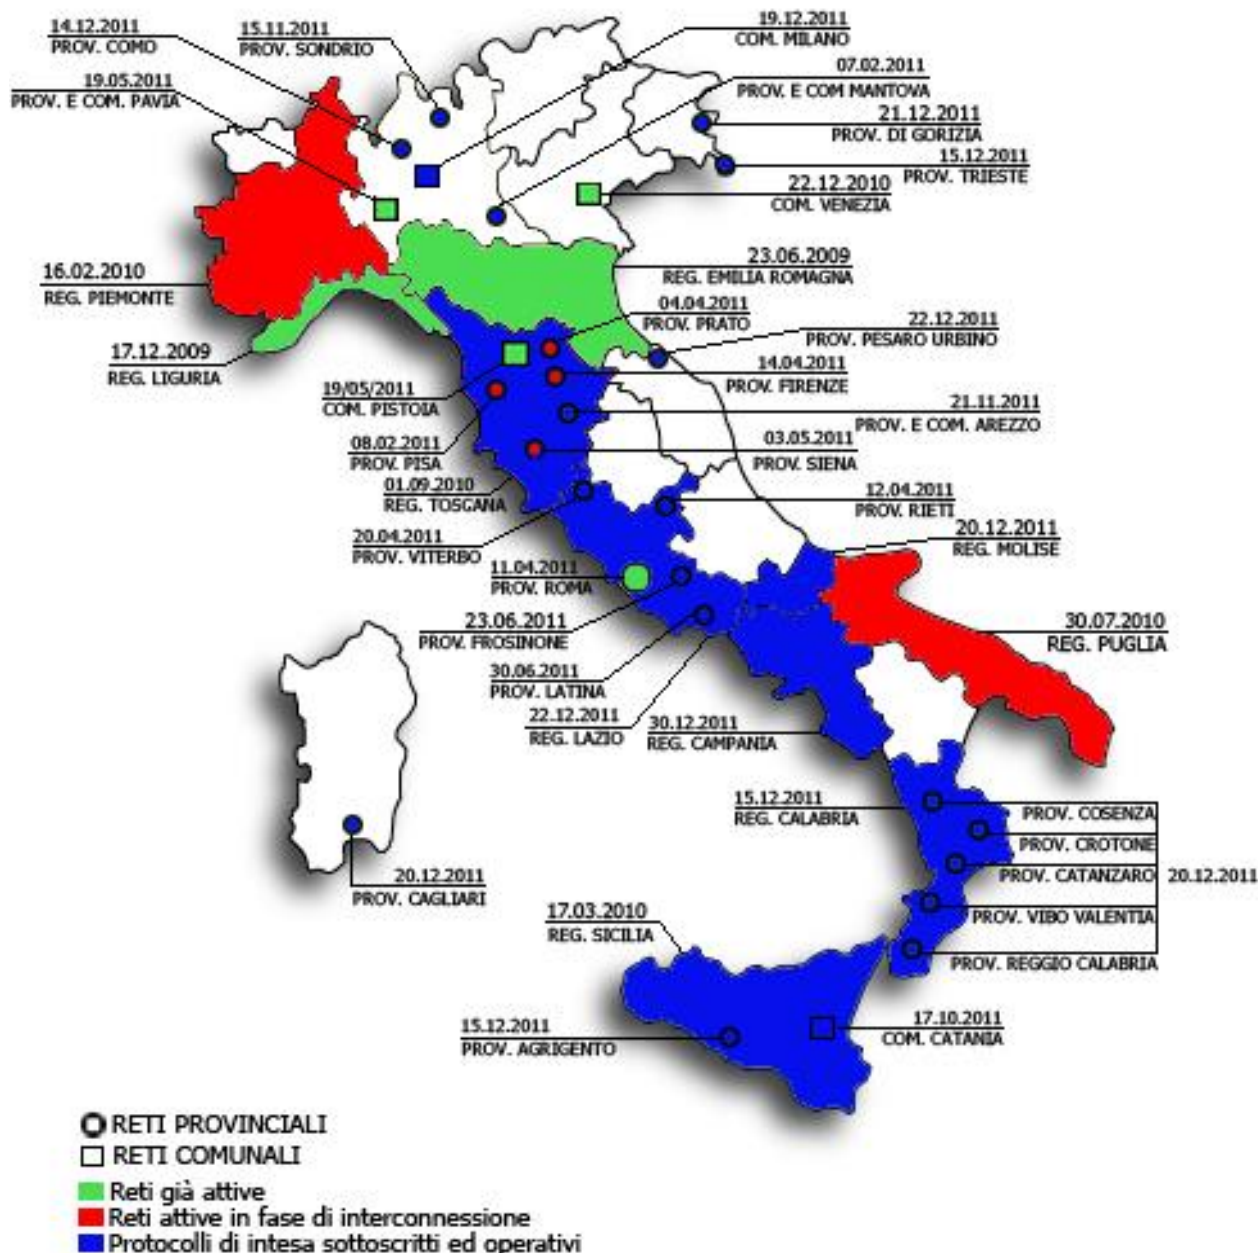 14.12.2011
PROV. COMO
15.11.2011
PROV. SONDRIO
19.12.2011
COM. MILANO
19.05.2011
PROV. E COM. PAVIA
07.02.2011
PROV. E COM MANTOVA
21.12.2011
PROV. DI GORIZIA
15.12.2011
PROV. TRIESTE
22.12.2010
COM. VENEZIA
23.06.2009
REG. EMILIA ROMAGNA
16.02.2010
REG. PIEMONTE
04.04.2011
PROV. PRATO
22.12.2011
PROV. PESARO URBINO
17.12.2009
REG. LIGURIA
14.04.2011
PROV. FIRENZE
19/05/2011
COM. PISTOIA
21.11.2011
PROV. E COM. AREZZO
08.02.2011
PROV. PISA
03.05.2011
PROV. SIENA
01.09.2010
REG. TOSCANA
12.04.2011
PROV. RIETI
20.04.2011
PROV. VITERBO
20.12.2011
REG. MOLISE
11.04.2011
PROV. ROMA
23.06.2011
PROV. FROSINONE
30.07.2010
REG. PUGLIA
30.06.2011
PROV. LATINA
22.12.2011
REG. LAZIO
30.12.2011
REG. CAMPANIA
15.12.2011
REG. CALABRIA
PROV. COSENZA
PROV. CROTONE
PROV. CATANZARO
20.12.2011
PROV. VIBO VALENTIA
PROV. REGGIO CALABRIA
20.12.2011
PROV. CAGLIARI
17.03.2010
REG. SICILIA
15.12.2011
PROV. AGRIGENTO
17.10.2011
COM. CATANIA
RETI PROVINCIALI
RETI COMUNALI
Reti già attive
Reti attive in fase di interconnessione
Protocolli di intesa sottoscritti ed operativi